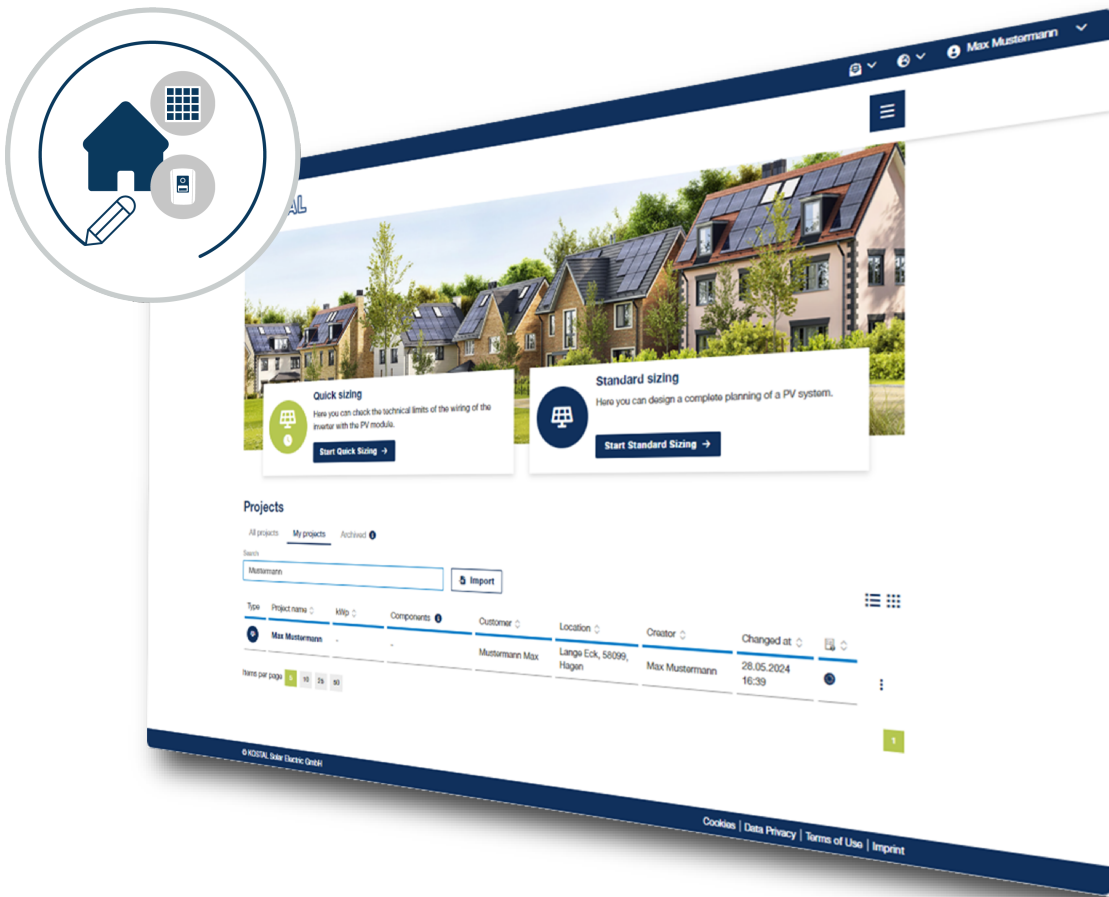 Max Mustermann
AL
Quick sizing
Here you can check the technical limits of the wiring of the
inverter with the PV module.
Start Quick Sizing →
Standard sizing
Here you can design a complete planning of a PV system.
Start Standard Sizing →
Projects
All projects My projects Archived
Search
Mustermann
Import
Type Project name kWp Components Customer Location Creator Changed at
Max Mustermann - - Mustermann Max Lange Eck, 58099, Max Mustermann 28.05.2024
Hagen 16:39
Items per page 5 10 25 50
1
© KOSTAL Solar Electric GmbH
Cookies | Data Privacy | Terms of Use | Imprint